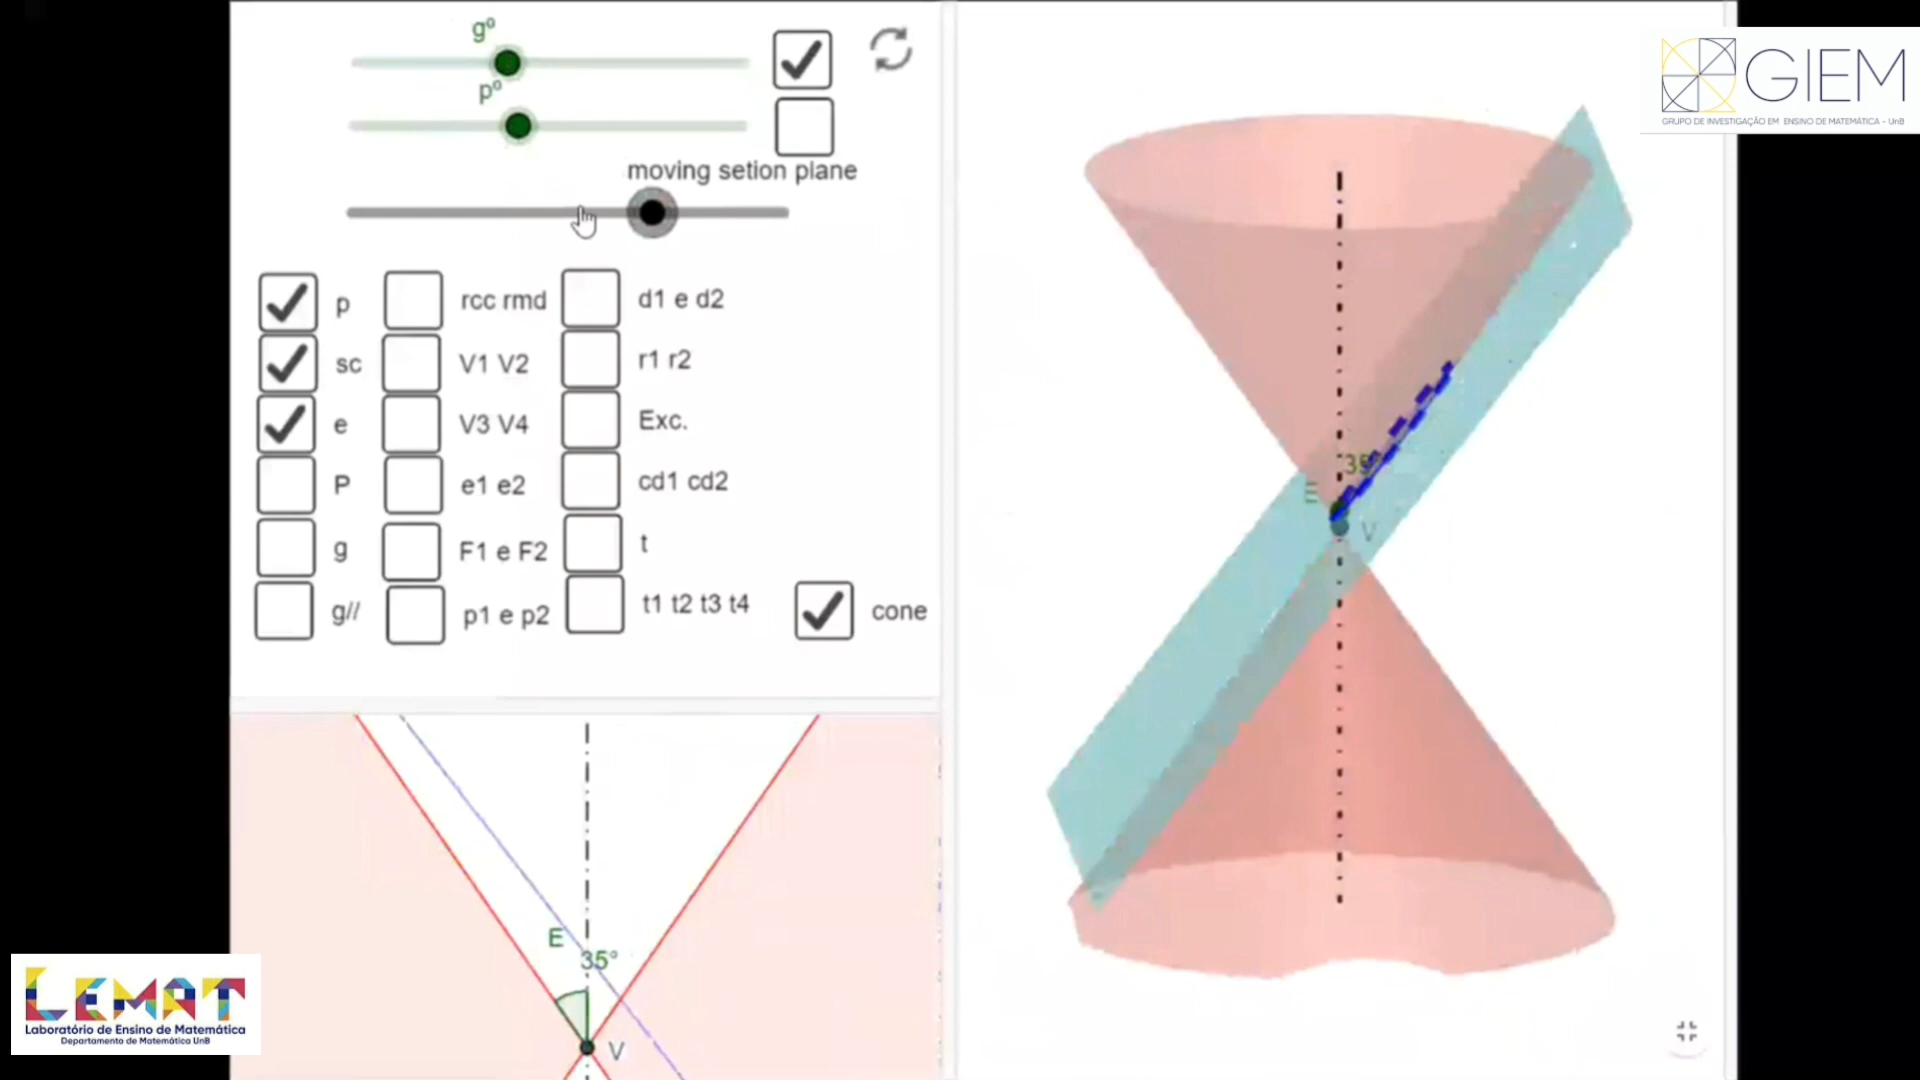 gº
pº
moving setion plane
p
rcc rmd
d1 e d2
sc
V1 V2
r1 r2
e
V3 V4
Exc.
P
e1 e2
cd1 cd2
g
F1 e F2
t
g//
p1 e p2
t1 t2 t3 t4
cone
E
35°
V
35°
E
V
GIEM
GRUPO DE INVESTIGAÇÃO EM ENSINO DE MATEMÁTICA - UnB
LEMAT
Laboratório de Ensino de Matemática
Departamento de Matemática UnB